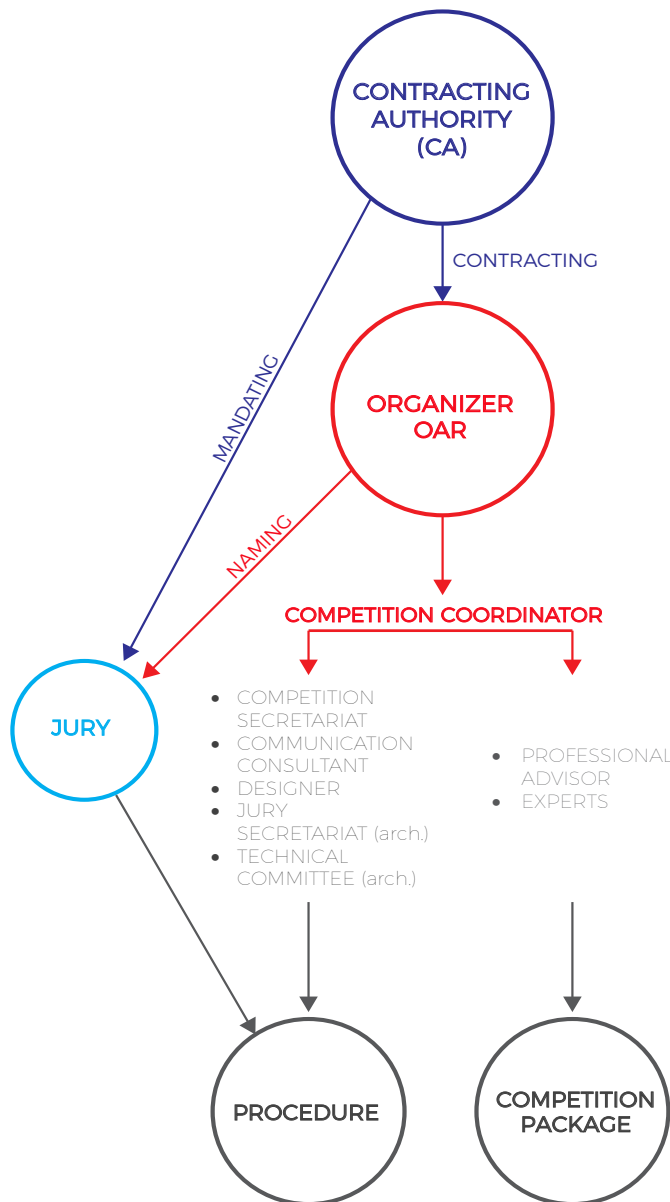 CONTRACTING
AUTHORITY
(CA)
CONTRACTING
MANDATING
ORGANIZER
OAR
NAMING
COMPETITION COORDINATOR
JURY
• COMPETITION
SECRETARIAT
• COMMUNICATION
CONSULTANT
• DESIGNER
• JURY
SECRETARIAT (arch.)
• TECHNICAL
COMMITTEE (arch.)
• PROFESSIONAL
ADVISOR
• EXPERTS
PROCEDURE
COMPETITION
PACKAGE